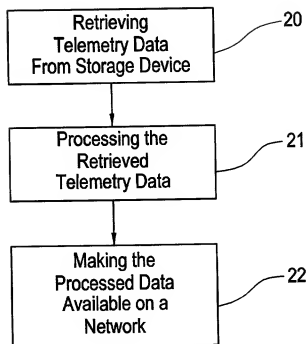 Retrieving
Telemetry Data
From Storage Device
20
Processing the
Retrieved
Telemetry Data
21
Making the
Processed Data
Available on a
Network
22